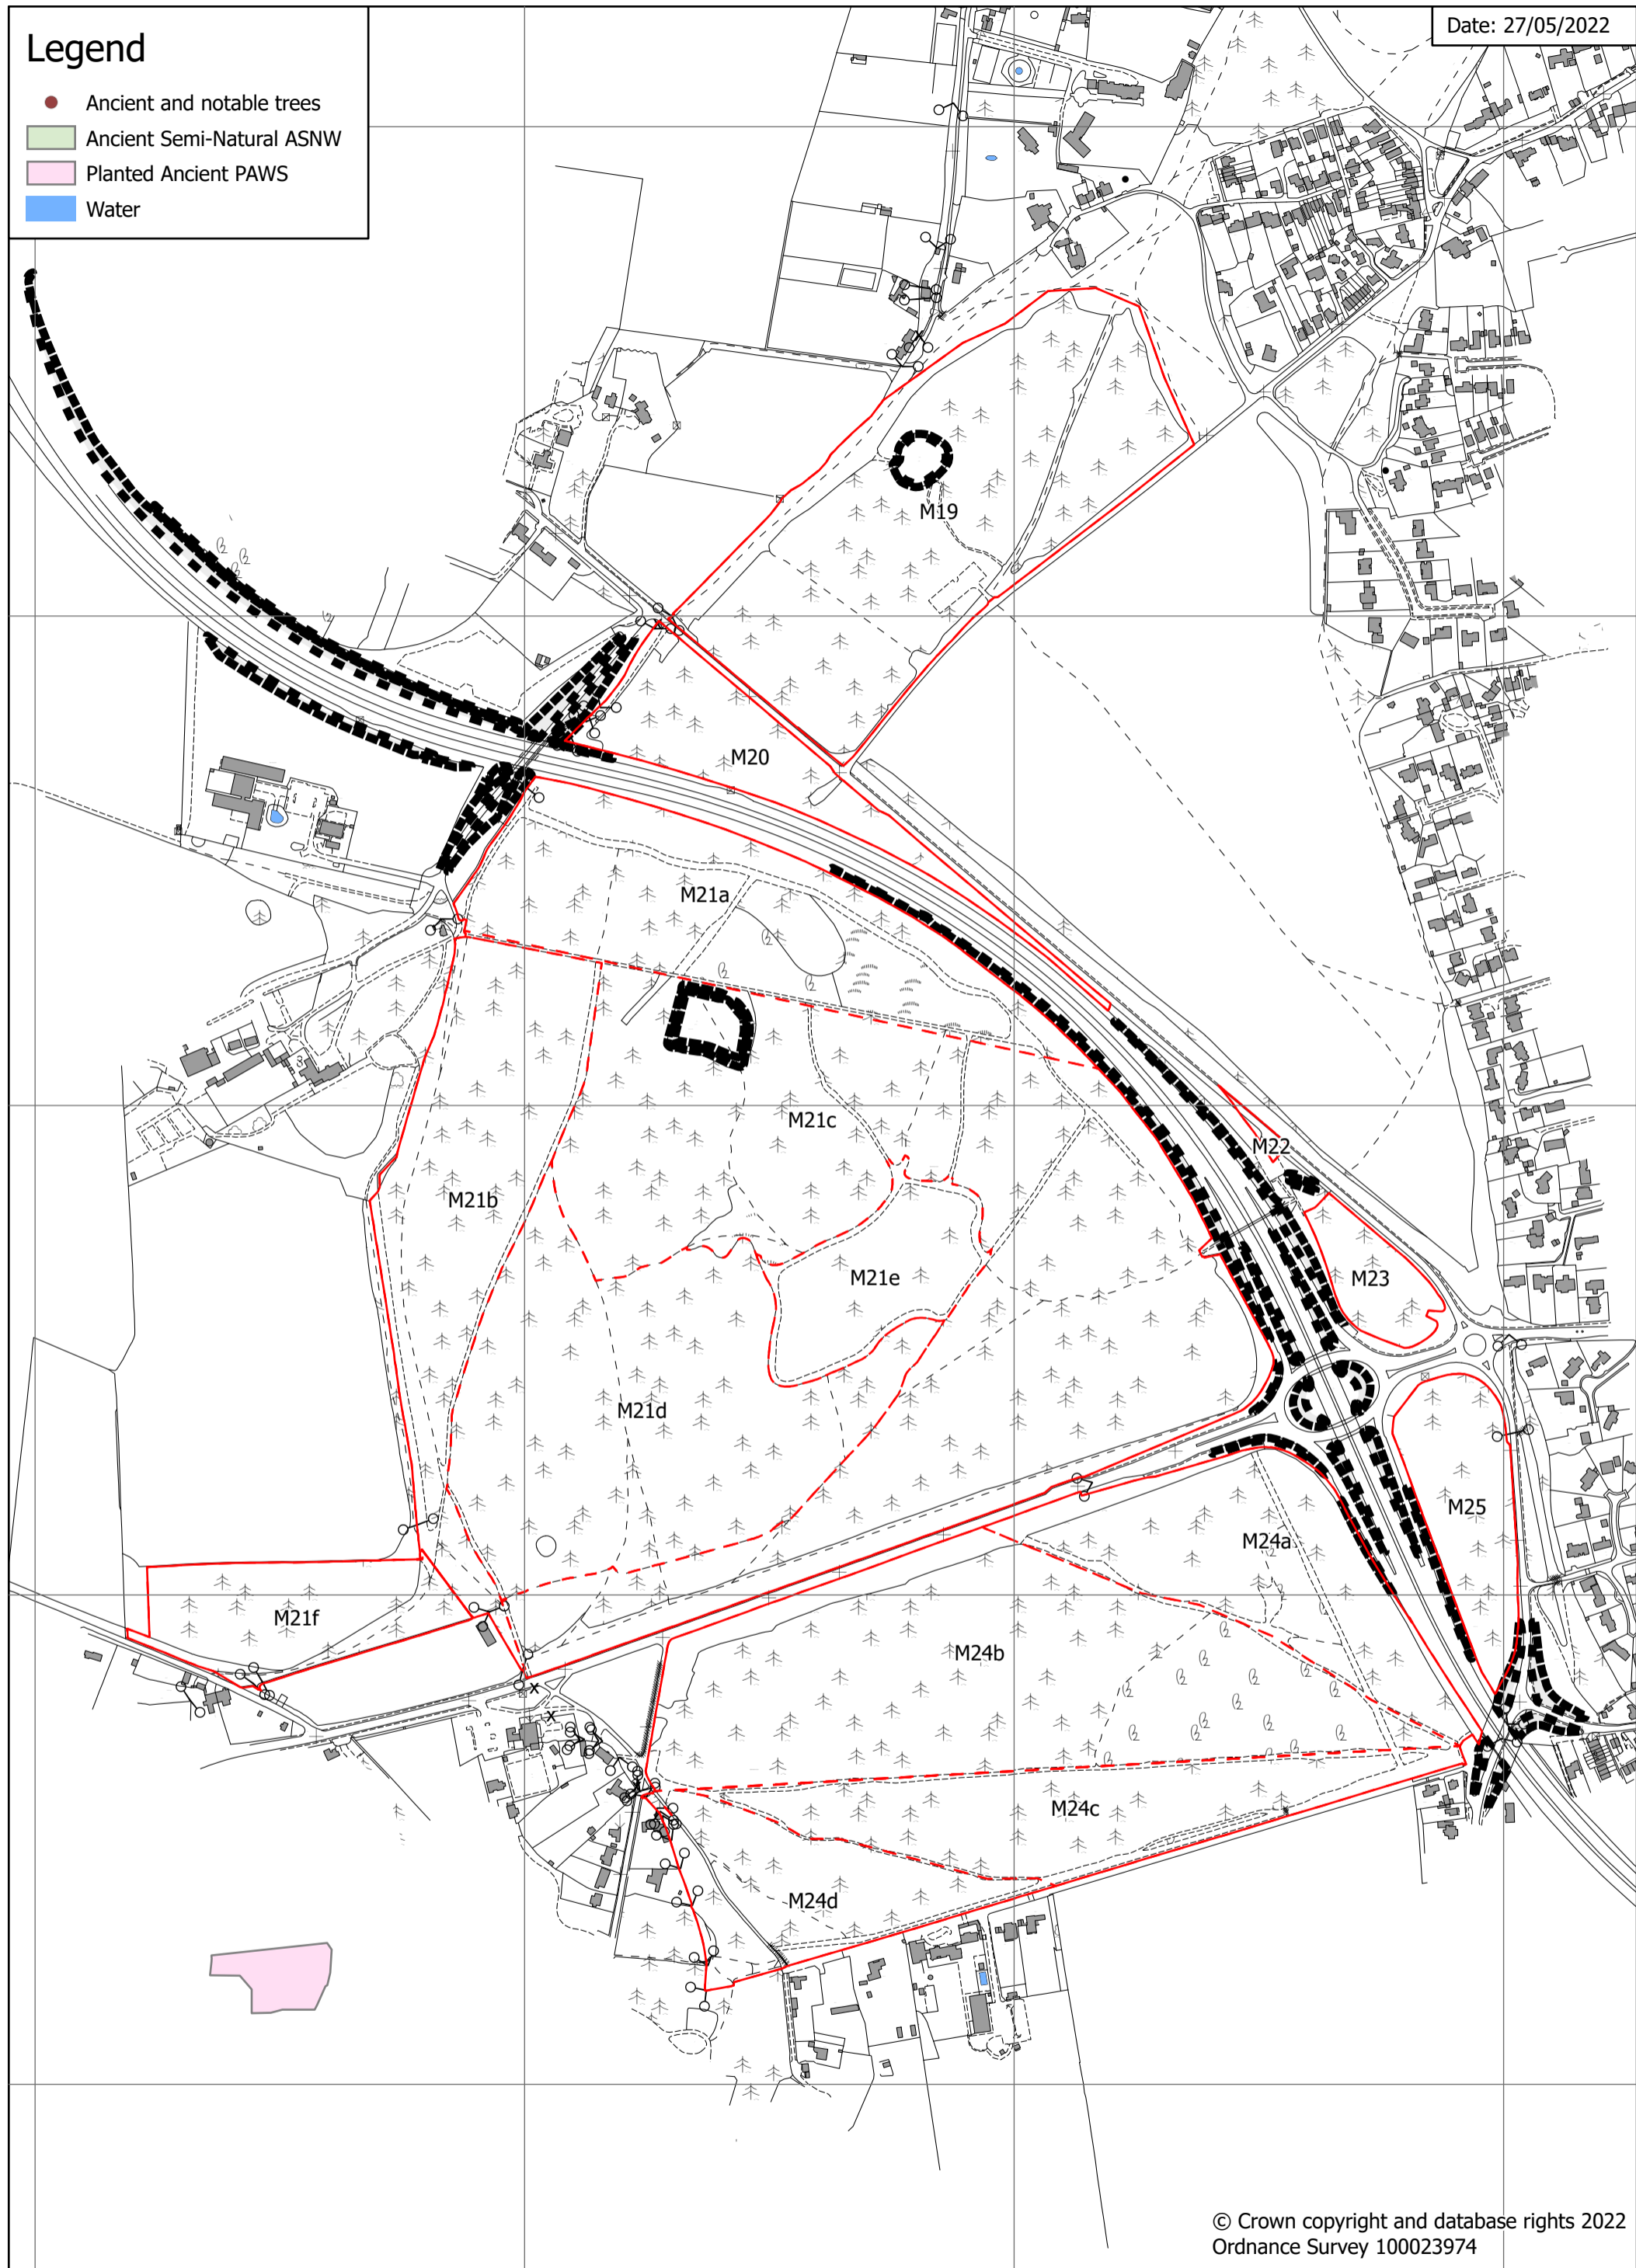 Legend
Ancient and notable trees
Ancient Semi-Natural ASNW
Planted Ancient PAWS
Water
Date: 27/05/2022
M19
M20
M21a
M21c
M22
M21b
M23
M21e
M21d
M25
M24a
M21f
M24b
M24c
M24d
© Crown copyright and database rights 2022
Ordnance Survey 100023974